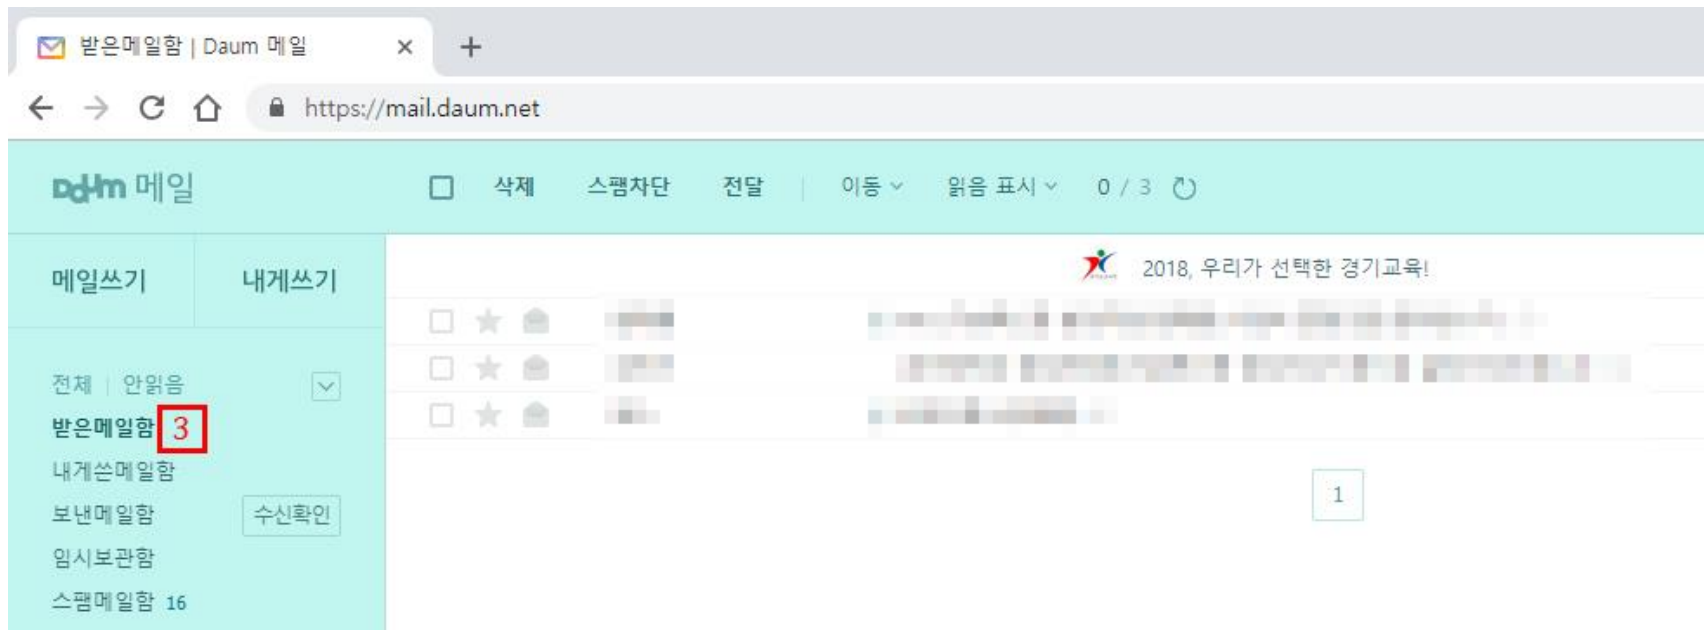 받은메일함 | Daum 메일
https://mail.daum.net
Daum 메일
삭제 스팸차단 전달 이동 읽음 표시 0 / 3
메일쓰기 내게쓰기
2018, 우리가 선택한 경기교육!
전체 안읽음
받은메일함 3
내게쓴메일함
보낸메일함 수신확인
임시보관함
스팸메일함 16
1